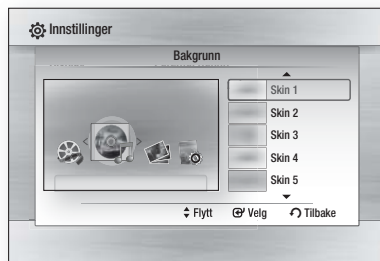 Innstillinger
Bakgrunn
Skin 1
Skin 2
Skin 3
Skin 4
Skin 5
Flytt Velg Tilbake